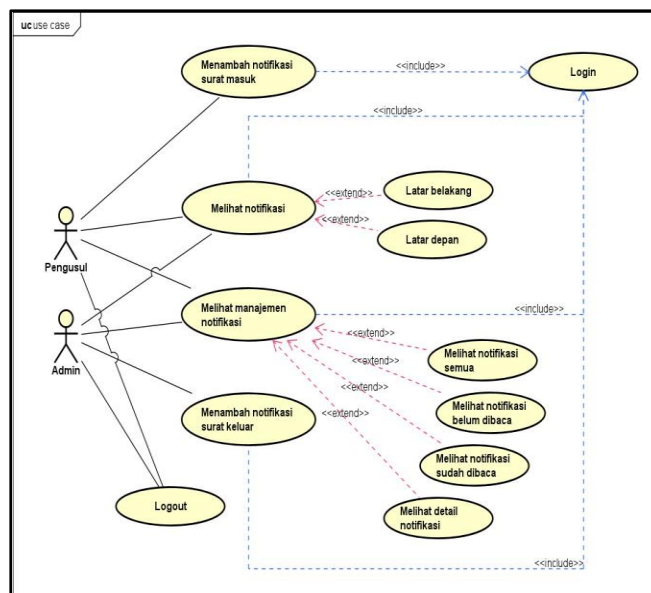 uc use case
Menambah notifikasi
surat masuk
<<include>>
Login
<<include>>
Melihat notifikasi
<<extend>>
Latar belakang
<<extend>>
Latar depan
Pengusul
Melihat manajemen
notifikasi
<<include>>
<<extend>>
Melihat notifikasi
semua
<<extend>>
Admin
<<extend>>
Melihat notifikasi
belum dibaca
Menambah notifikasi
surat keluar
<<extend>>
Melihat notifikasi
sudah dibaca
Logout
Melihat detail
notifikasi
<<include>>